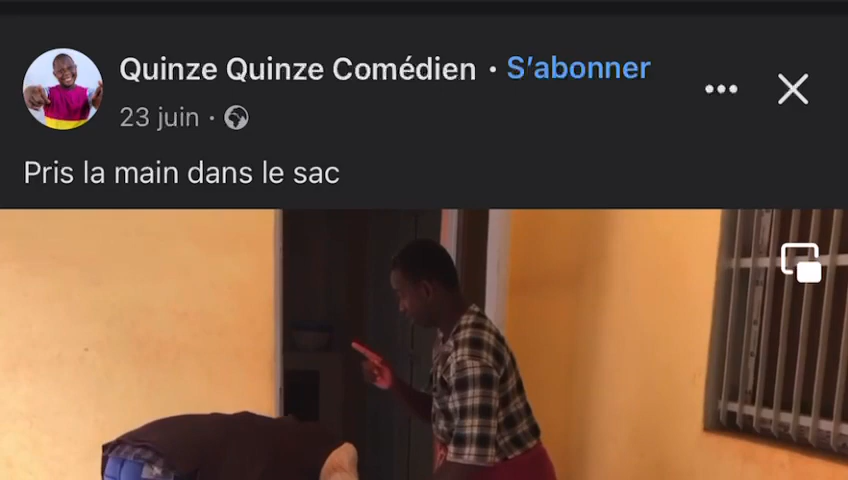 Quinze Quinze Comédien • S'abonner
23 juin •
Pris la main dans le sac